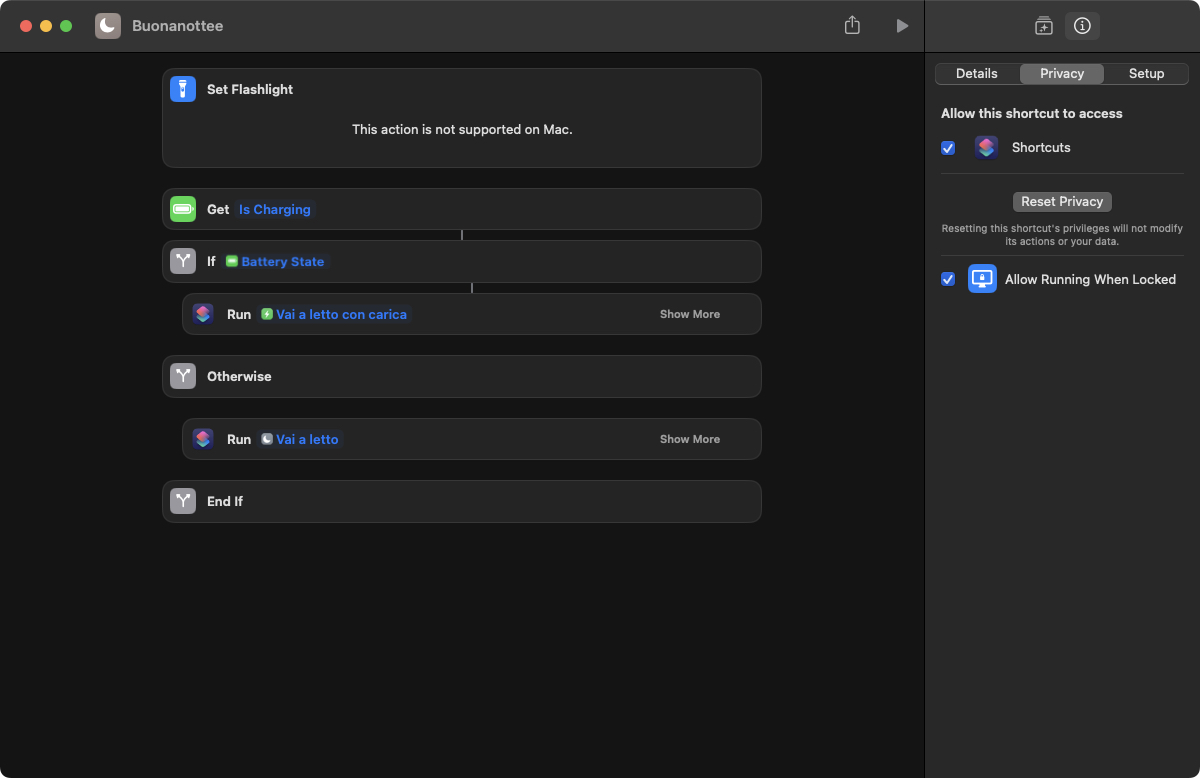 Buonanottee
Set Flashlight
This action is not supported on Mac.
Get Is Charging
If Battery State
Run Vai a letto con carica Show More
Otherwise
Run Vai a letto Show More
End If
Details Privacy Setup
Allow this shortcut to access
Shortcuts
Reset Privacy
Resetting this shortcut's privileges will not modify
its actions or your data.
Allow Running When Locked